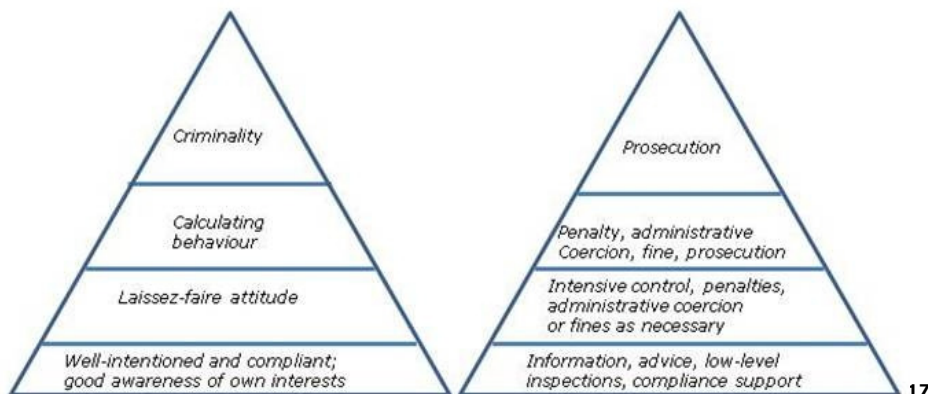 Criminality
Calculating
behaviour
Laissez-faire attitude
Well-intentioned and compliant;
good awareness of own interests
Prosecution
Penalty, administrative
Coercion, fine, prosecution
Intensive control, penalties,
administrative coercion
or fines as necessary
Information, advice, low-level
inspections, compliance support
17